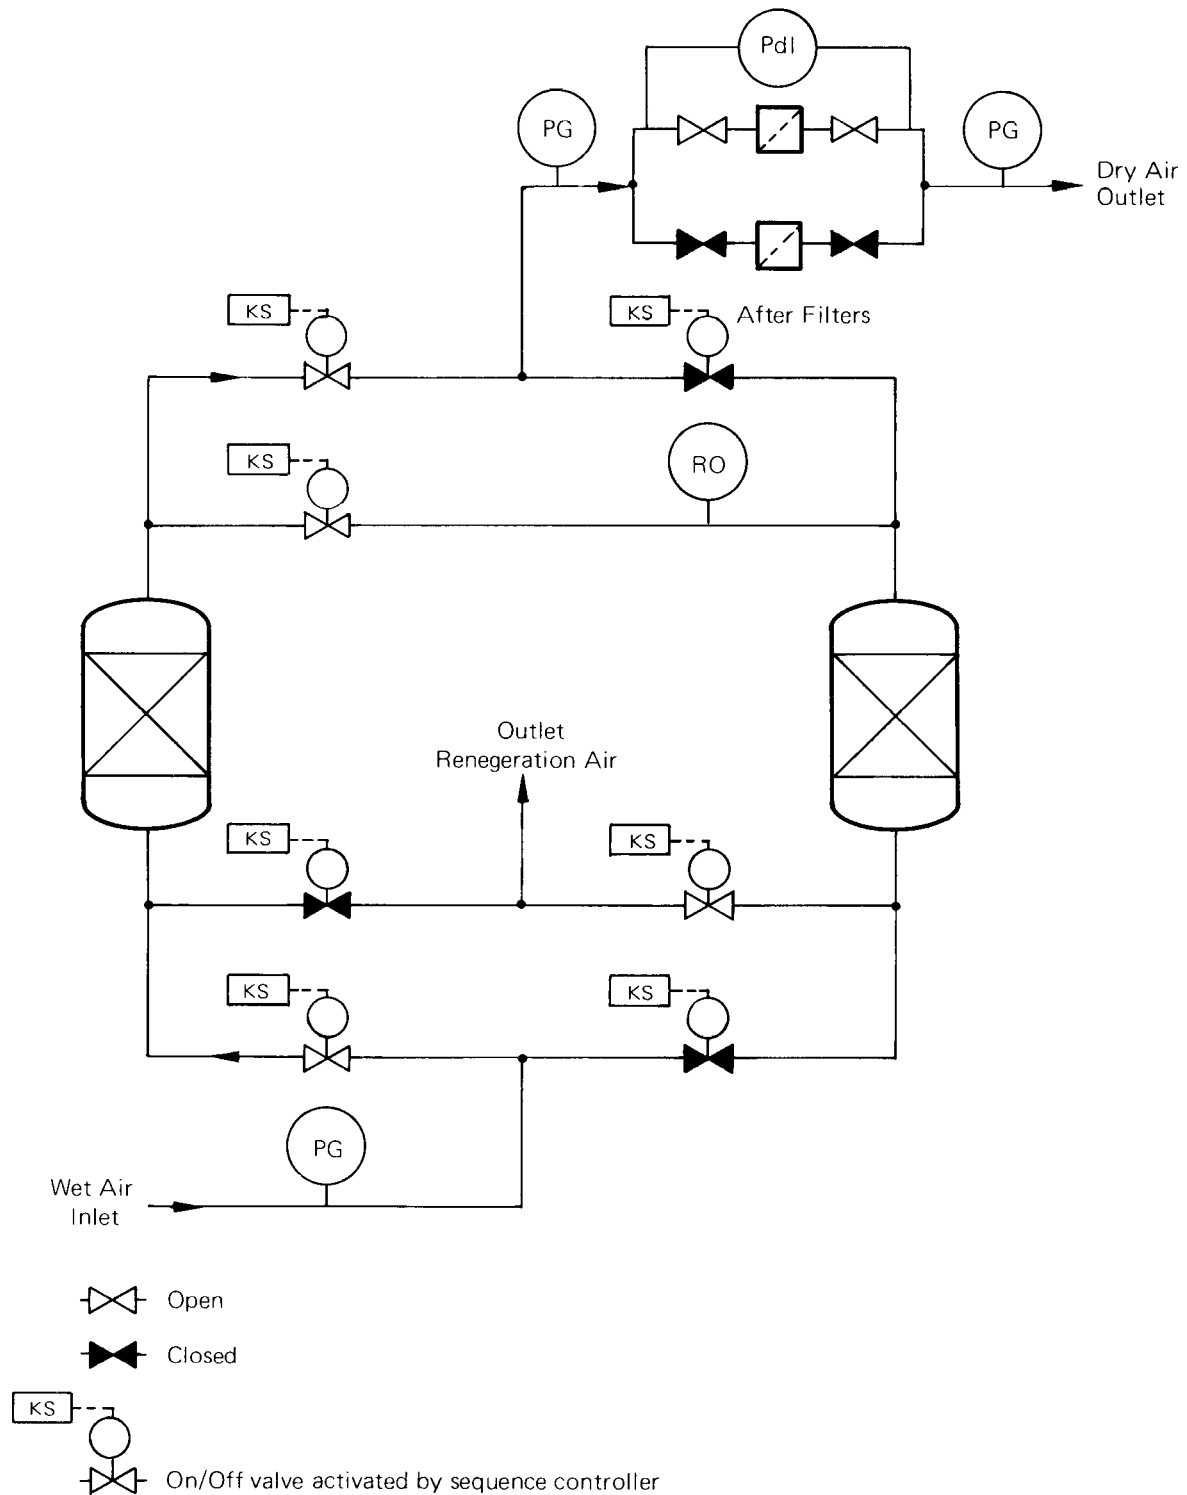 PdI
PG
PG
Dry Air
Outlet
KS
KS
After Filters
KS
RO
Outlet
Renegeration Air
KS
KS
KS
KS
PG
Wet Air
Inlet
Open
Closed
KS
On/Off valve activated by sequence controller